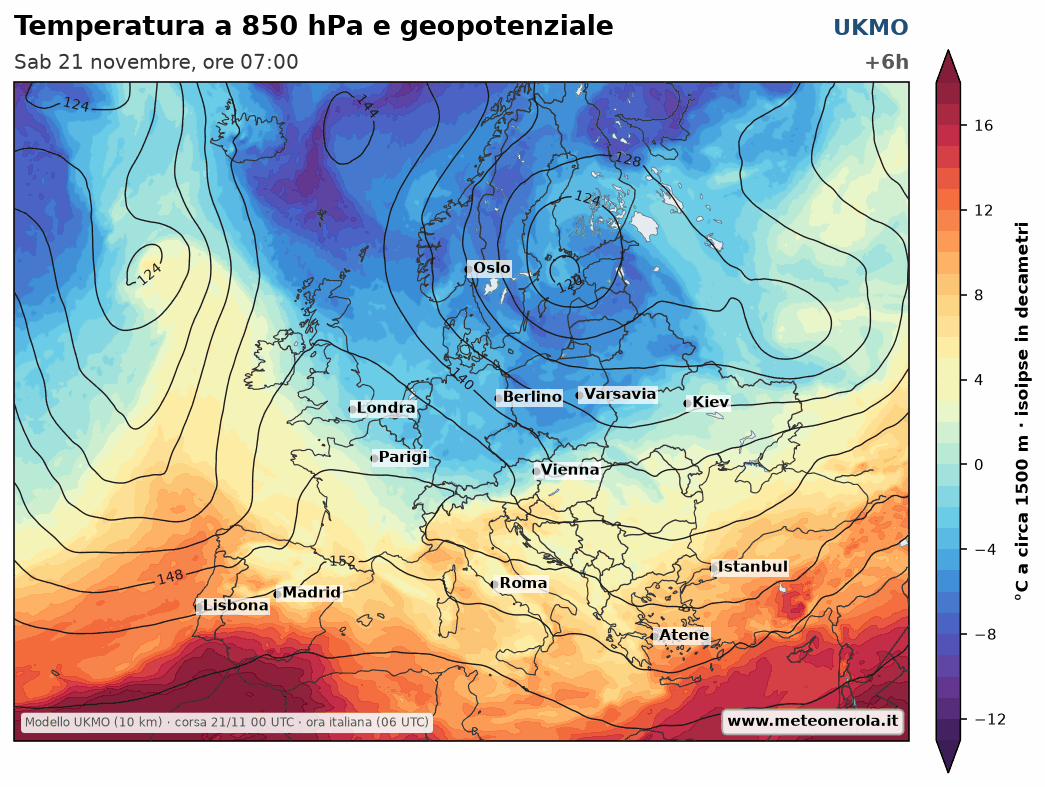 Temperatura a 850 hPa e geopotenziale
UKMO
Sab 21 novembre, ore 07:00
+6h
124
144
128
124
124
120
140
148
152
Oslo
Londra
Berlino
Varsavia
Kiev
Parigi
Vienna
Roma
Istanbul
Madrid
Lisbona
Atene
16
12
8
4
0
−4
−8
−12
°C a circa 1500 m · isoipse in decametri
Modello UKMO (10 km) · corsa 21/11 00 UTC · ora italiana (06 UTC)
www.meteonerola.it